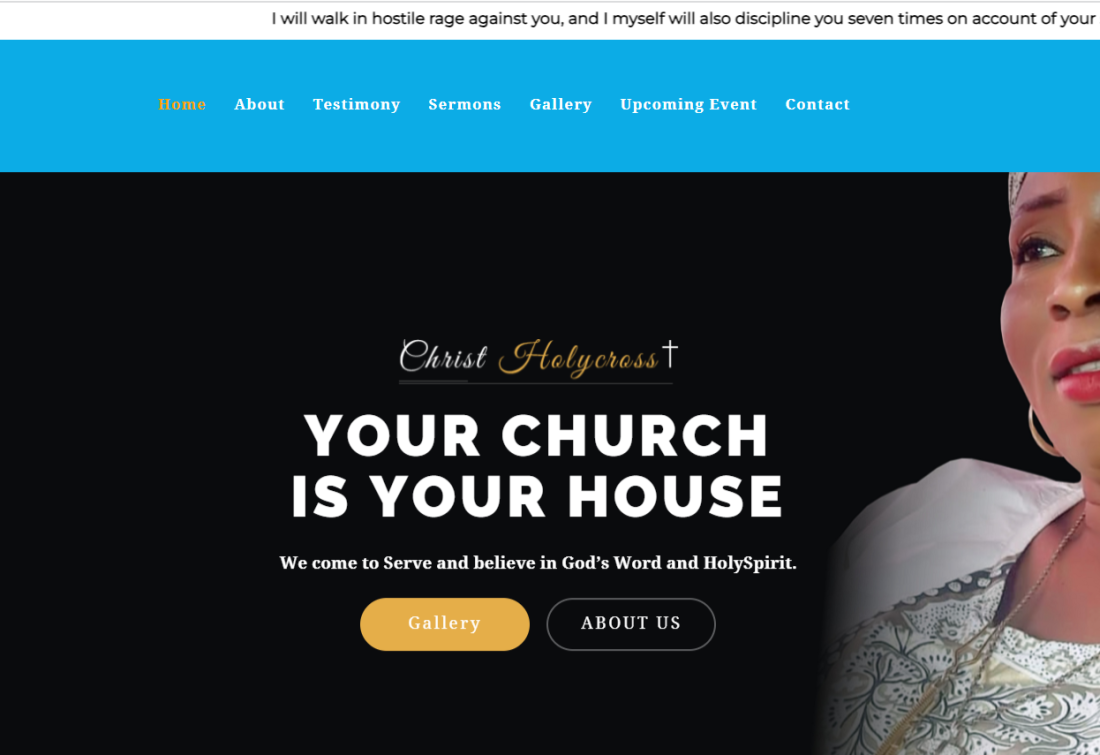 I will walk in hostile rage against you, and I myself will also discipline you seven times on account of your
Home About Testimony Sermons Gallery Upcoming Event Contact
Christ Holycross
YOUR CHURCH
IS YOUR HOUSE
We come to Serve and believe in God’s Word and HolySpirit.
Gallery ABOUT US